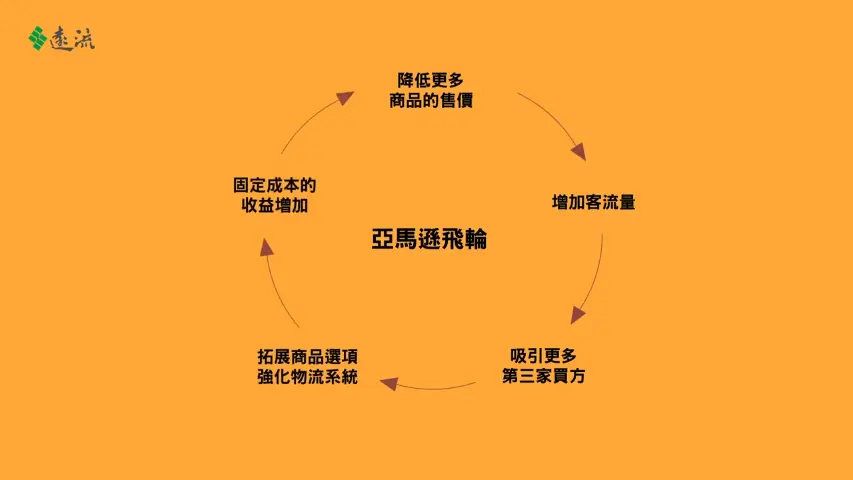 遠流
降低更多
商品的售價
固定成本的
收益增加
增加客流量
亞馬遜飛輪
拓展商品選項
強化物流系統
吸引更多
第三家買方